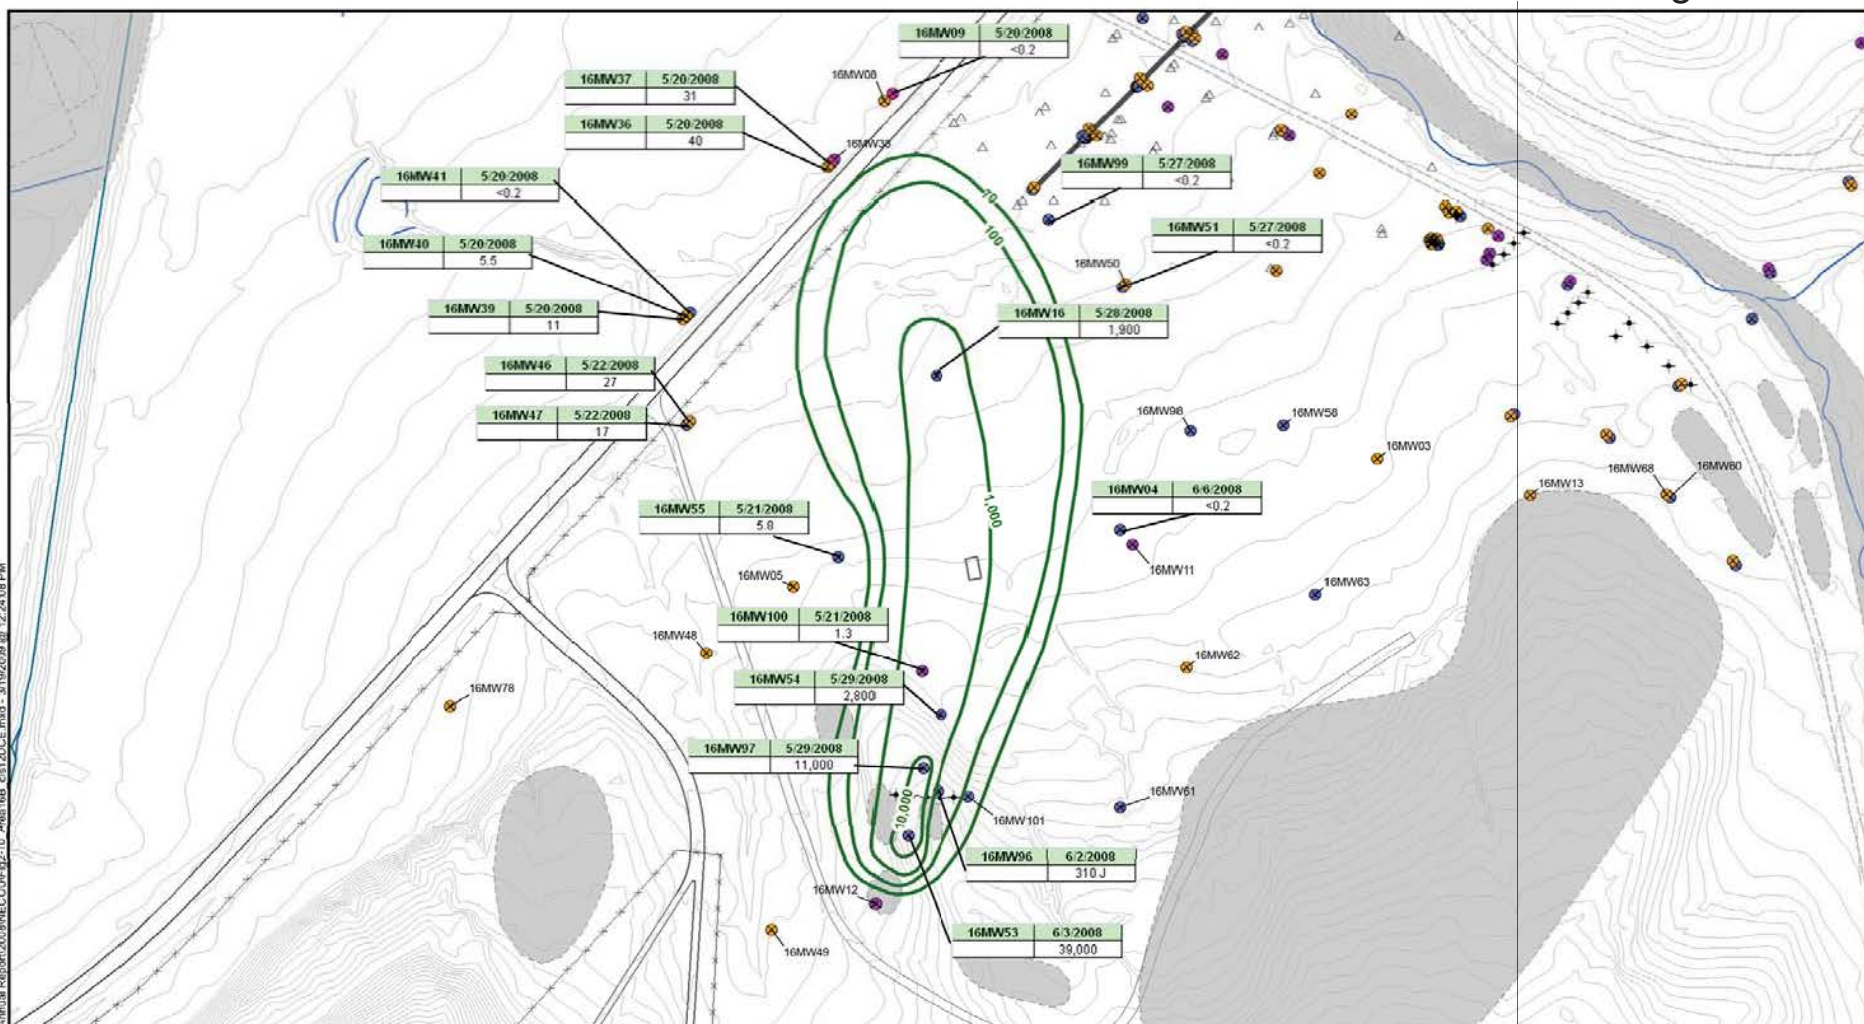 g
16MW09 5/20/2008
<0.2
16MW37 5/20/2008
31
16MW08
16MW36 5/20/2008
40
16MW38
16MW41 5/20/2008
<0.2
16MW99 5/27/2008
<0.2
70
100
16MW40 5/20/2008
5.5
16MW51 5/27/2008
<0.2
16MW50
16MW39 5/20/2008
11
16MW16 5/28/2008
1,900
16MW46 5/22/2008
27
16MW47 5/22/2008
17
16MW98
16MW58
16MW03
16MW68
16MW60
16MW13
16MW04 6/6/2008
<0.2
16MW55 5/21/2008
5.8
1,000
16MW11
16MW05
16MW63
16MW100 5/21/2008
1.3
16MW48
16MW62
16MW54 5/29/2008
2,800
16MW78
16MW97 5/29/2008
11,000
10,000
16MW61
16MW101
16MW96 6/2/2008
310 J
16MW12
16MW53 6/3/2008
39,000
16MW49